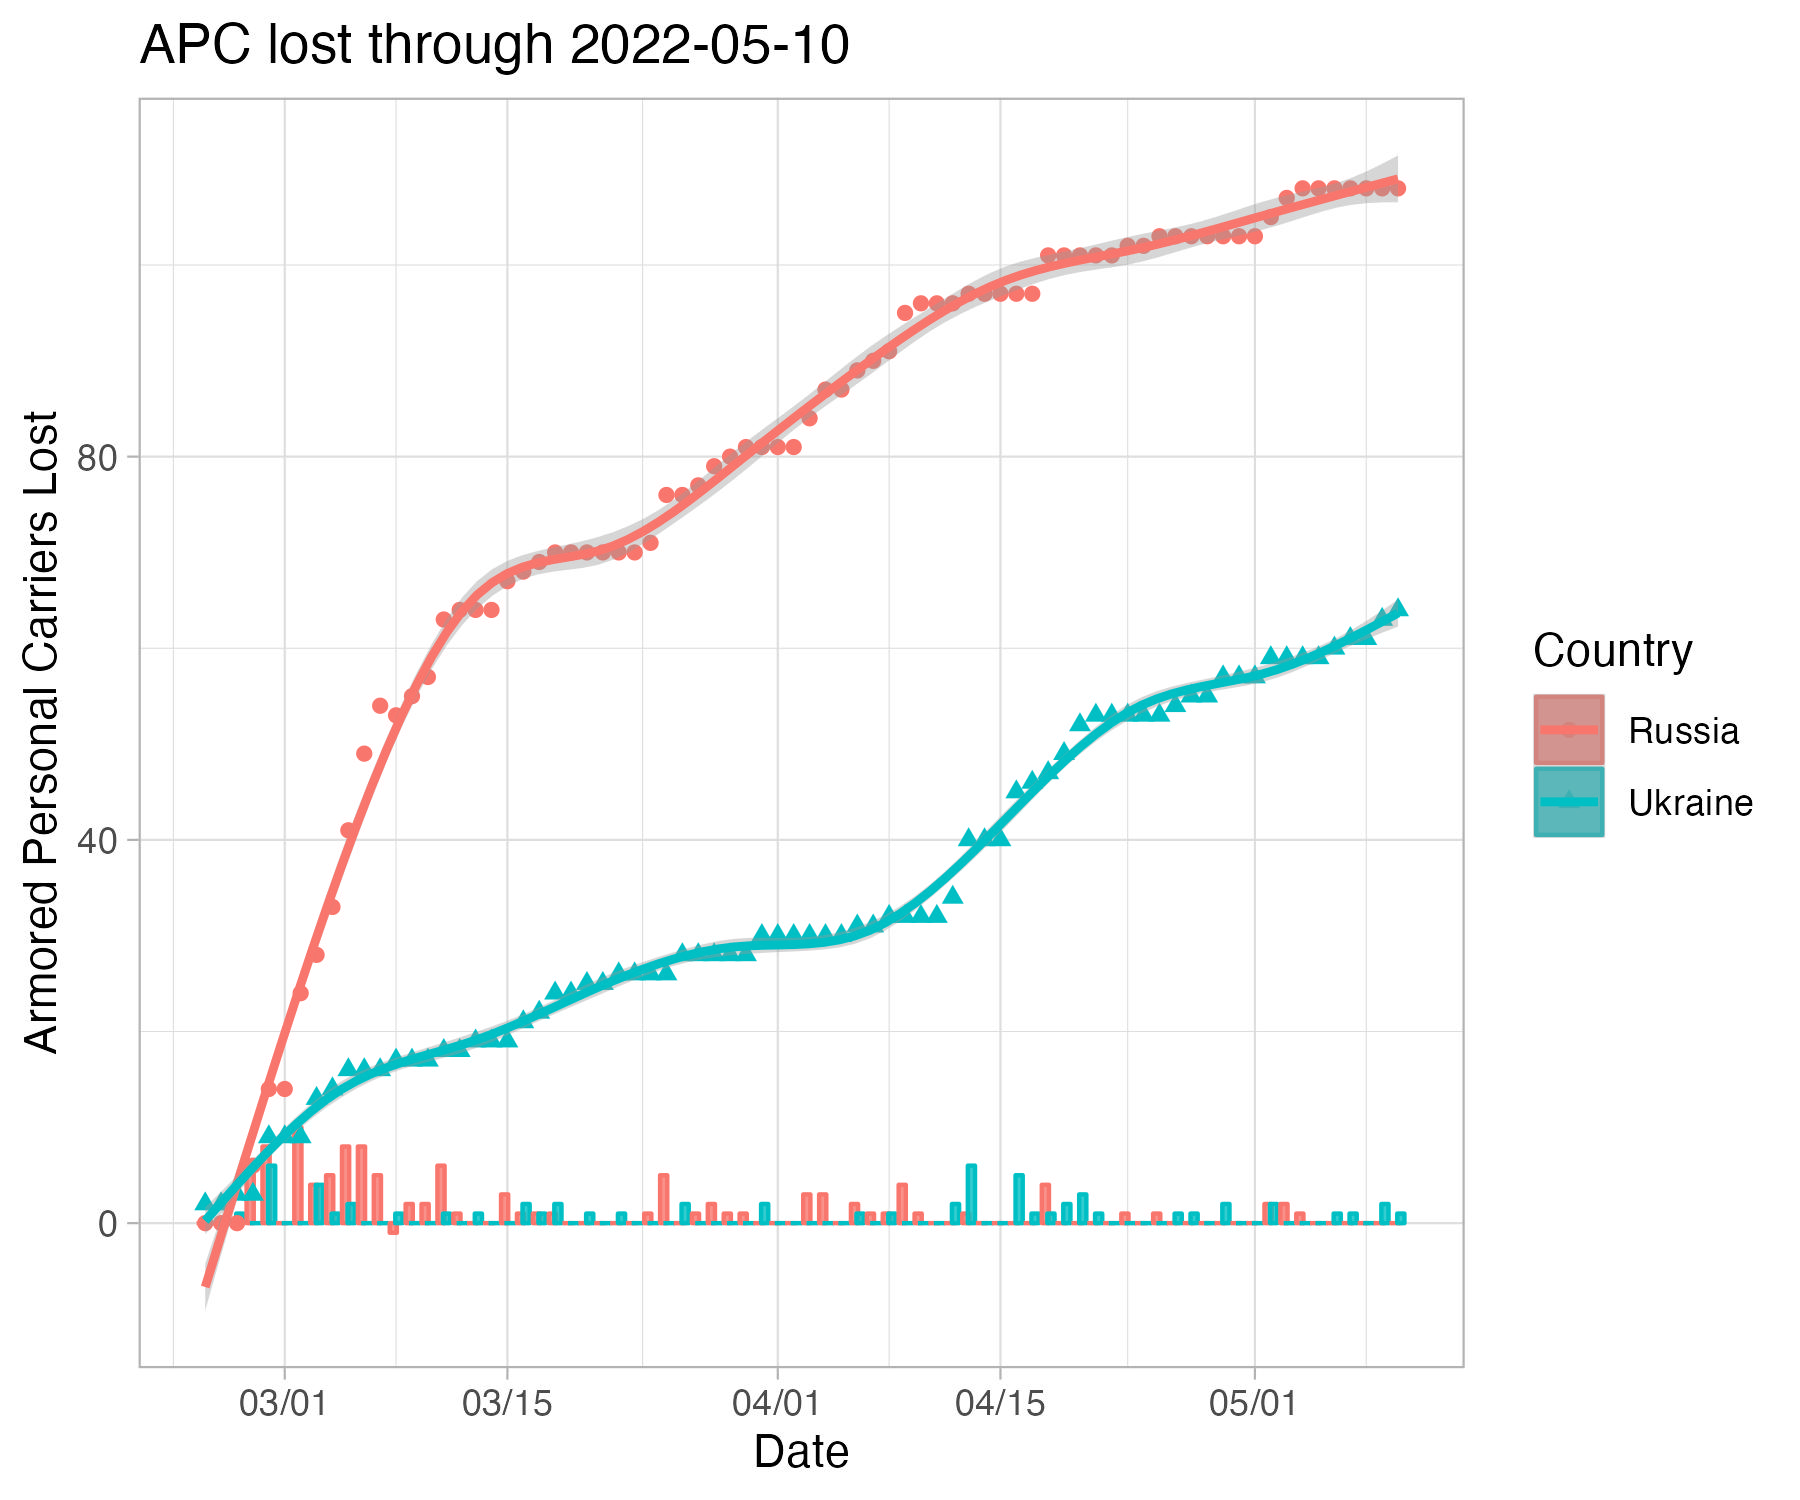 APC lost through 2022-05-10
Armored Personal Carriers Lost
80
40
0
03/01 03/15 04/01 04/15 05/01
Date
Country
Russia
Ukraine